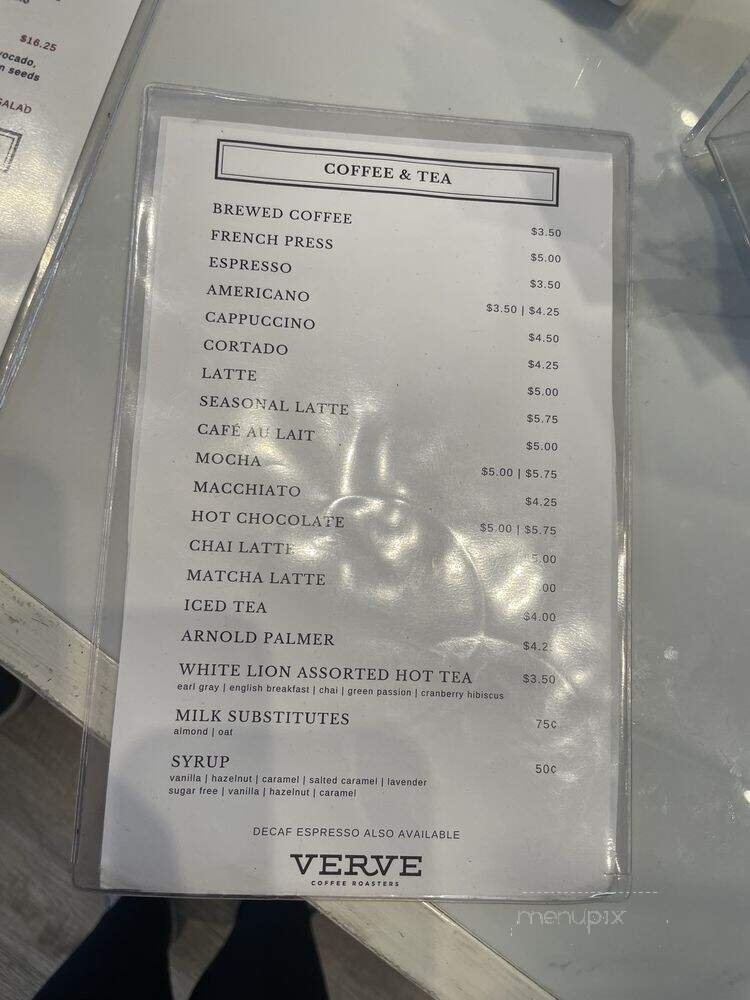 $16.25
vocado,
n seeds
SALAD
COFFEE & TEA
BREWED COFFEE $3.50
FRENCH PRESS $5.00
ESPRESSO $3.50
AMERICANO $3.50 | $4.25
CAPPUCCINO $4.50
CORTADO $4.25
LATTE $5.00
SEASONAL LATTE $5.75
CAFÉ AU LAIT $5.00
MOCHA $5.00 | $5.75
MACCHIATO $4.25
HOT CHOCOLATE $5.00 | $5.75
CHAI LATTE 5.00
MATCHA LATTE .00
ICED TEA $4.00
ARNOLD PALMER $4.2
WHITE LION ASSORTED HOT TEA $3.50
earl gray | english breakfast | chai | green passion | cranberry hibiscus
MILK SUBSTITUTES 75¢
almond | oat
SYRUP 50¢
vanilla | hazelnut | caramel | salted caramel | lavender
sugar free | vanilla | hazelnut | caramel
DECAF ESPRESSO ALSO AVAILABLE
VERVE
COFFEE ROASTERS
menupix